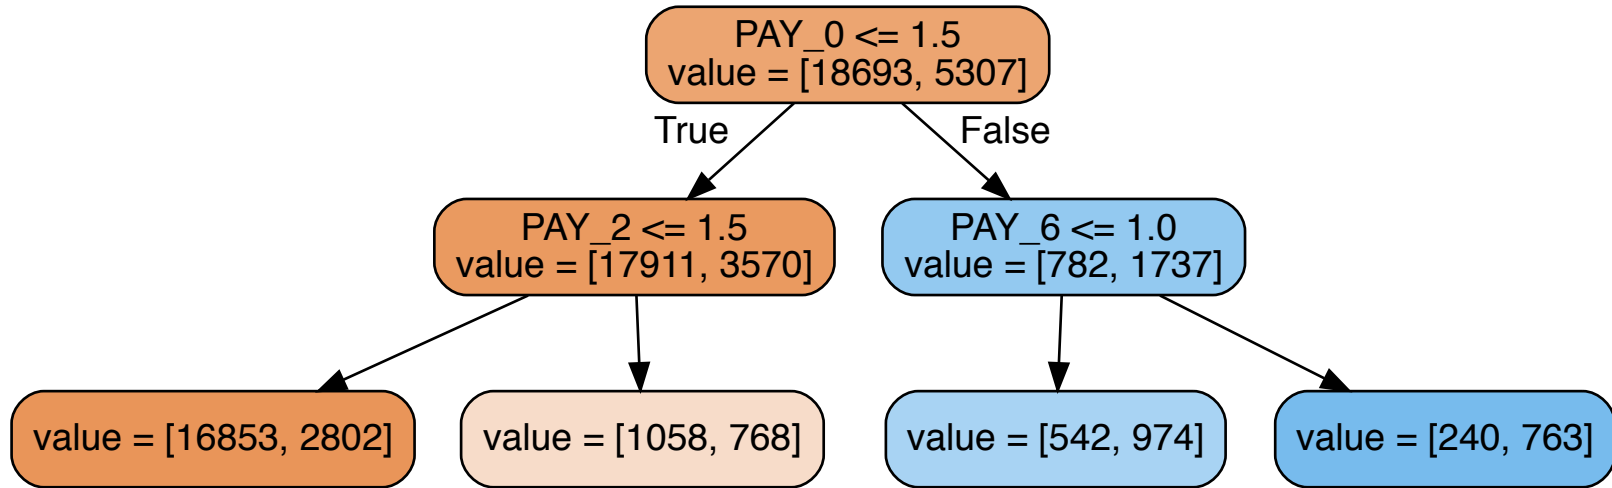 PAY_0 <= 1.5
value = [18693, 5307]
True
False
PAY_2 <= 1.5
value = [17911, 3570]
PAY_6 <= 1.0
value = [782, 1737]
value = [16853, 2802]
value = [1058, 768]
value = [542, 974]
value = [240, 763]